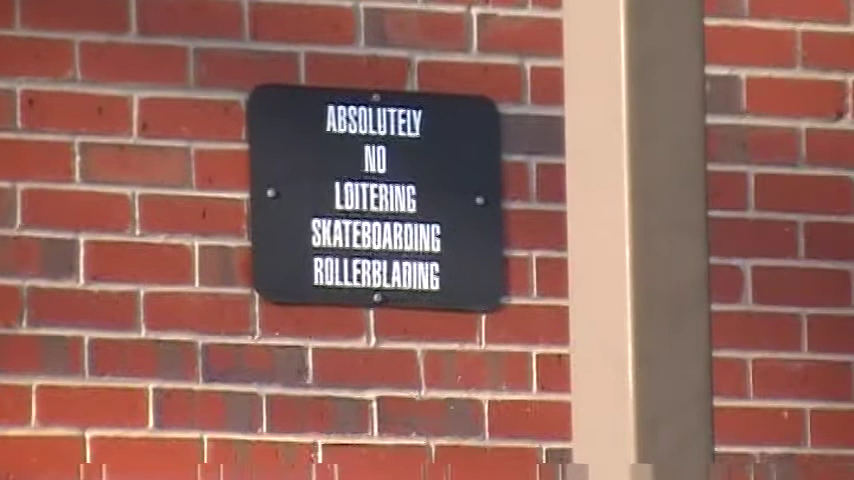 ABSOLUTELY
NO
LOITERING
SKATEBOARDING
ROLLERBLADING